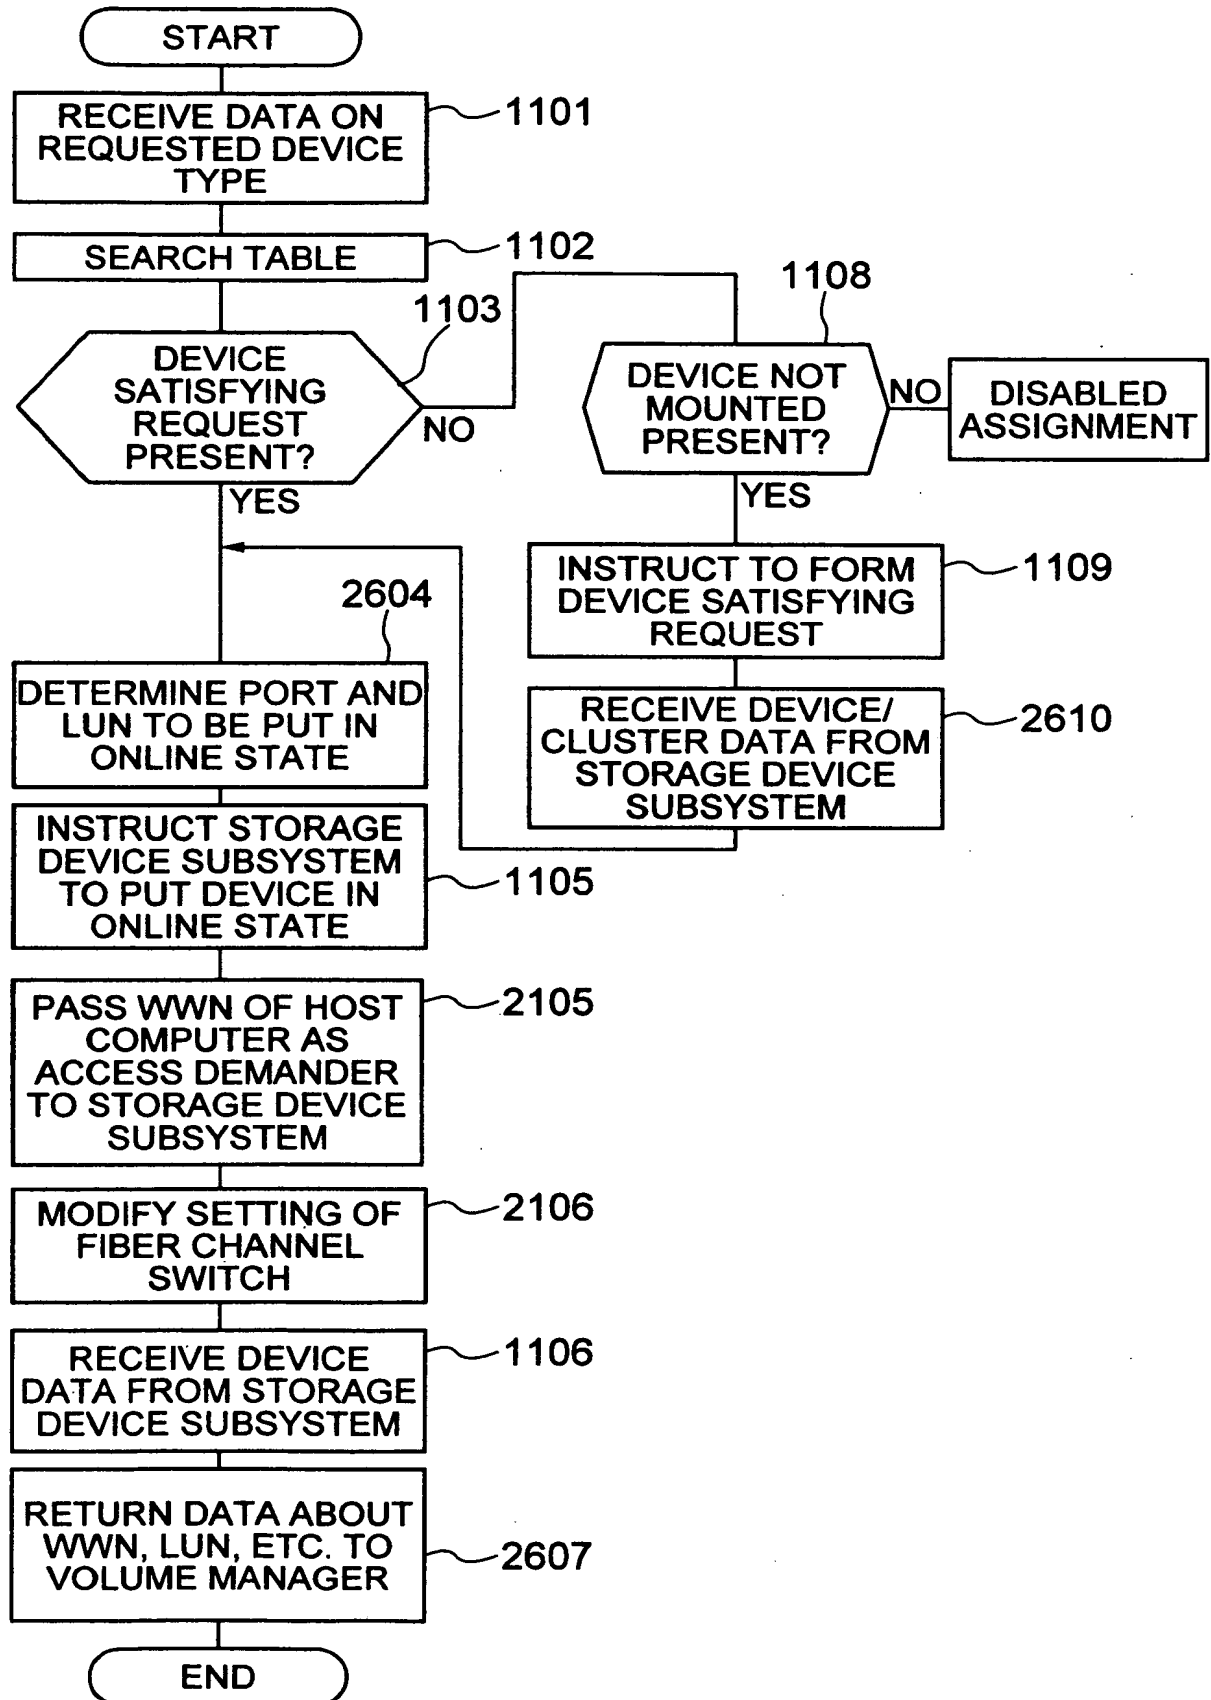 START
RECEIVE DATA ON
REQUESTED DEVICE
TYPE
1101
SEARCH TABLE
1102
DEVICE
SATISFYING
REQUEST
PRESENT?
1103
NO
YES
DEVICE NOT
MOUNTED
PRESENT?
1108
NO
DISABLED
ASSIGNMENT
YES
INSTRUCT TO FORM
DEVICE SATISFYING
REQUEST
1109
RECEIVE DEVICE/
CLUSTER DATA FROM
STORAGE DEVICE
SUBSYSTEM
2610
2604
DETERMINE PORT AND
LUN TO BE PUT IN
ONLINE STATE
INSTRUCT STORAGE
DEVICE SUBSYSTEM
TO PUT DEVICE IN
ONLINE STATE
1105
PASS WWN OF HOST
COMPUTER AS
ACCESS DEMANDER
TO STORAGE DEVICE
SUBSYSTEM
2105
MODIFY SETTING OF
FIBER CHANNEL
SWITCH
2106
RECEIVE DEVICE
DATA FROM STORAGE
DEVICE SUBSYSTEM
1106
RETURN DATA ABOUT
WWN, LUN, ETC. TO
VOLUME MANAGER
2607
END